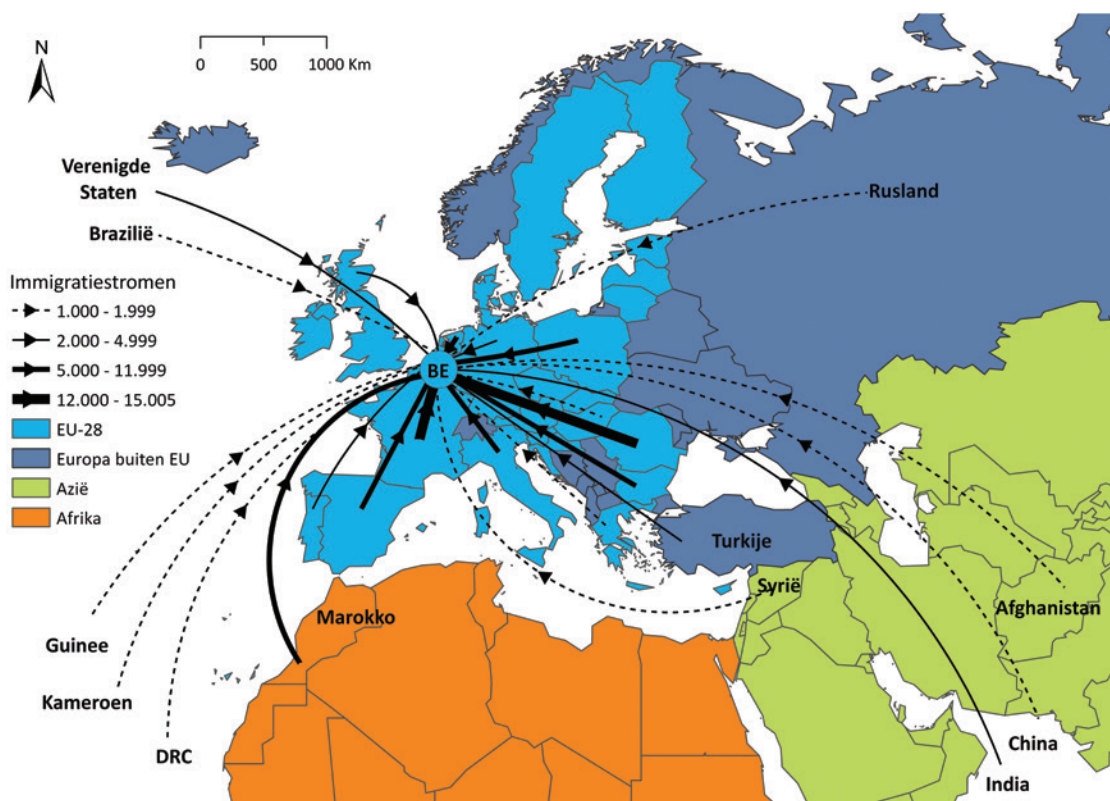 N
0 500 1000 Km
Verenigde
Staten
Brazilië
Rusland
Immigratiestromen
1.000 - 1.999
2.000 - 4.999
5.000 - 11.999
12.000 - 15.005
EU-28
Europa buiten EU
Azië
Afrika
BE
Turkije
Syrië
Afghanistan
Marokko
Guinee
Kameroen
DRC
China
India